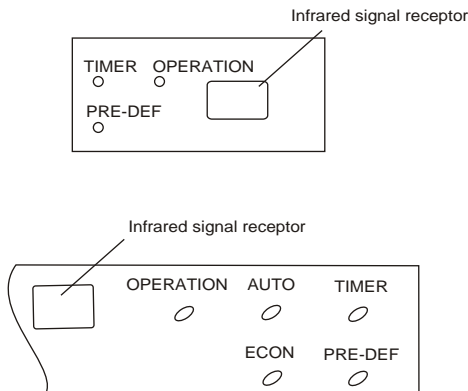 Infrared signal receptor
TIMER OPERATION
PRE-DEF
Infrared signal receptor
OPERATION AUTO TIMER
ECON PRE-DEF